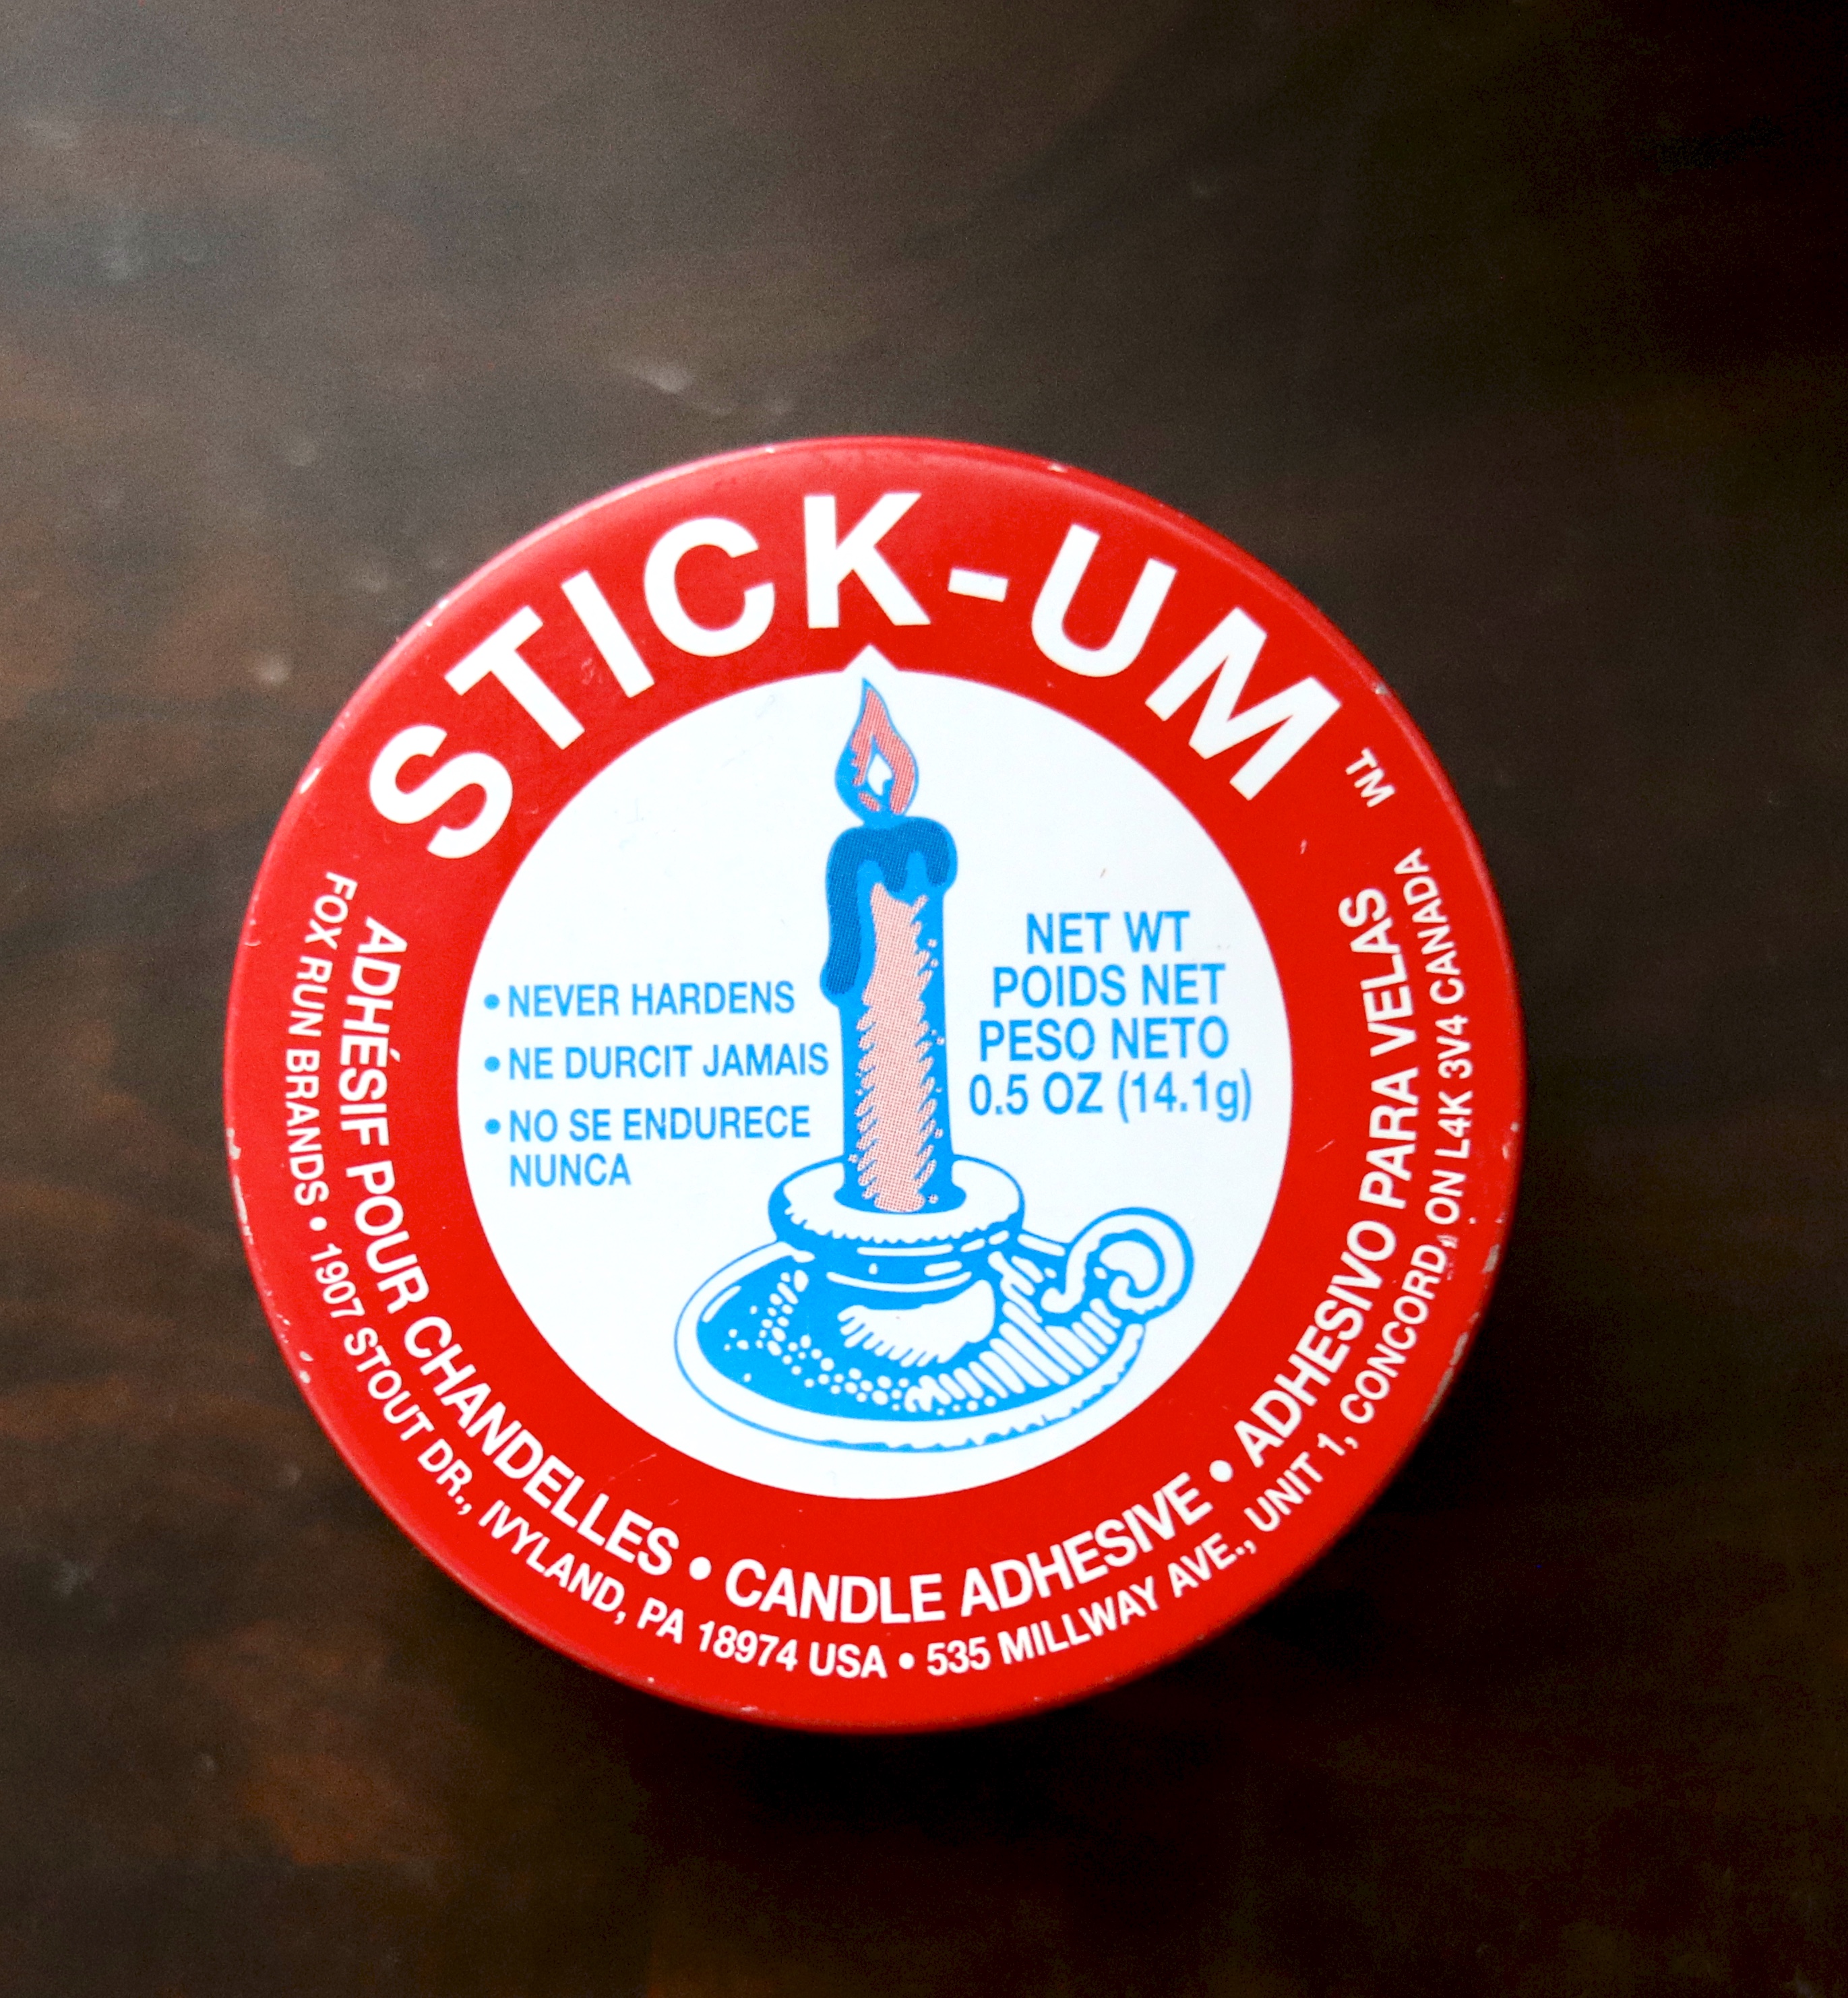 STICK-UM™
• NEVER HARDENS
• NE DURCIT JAMAIS
• NO SE ENDURECE
NUNCA
NET WT
POIDS NET
PESO NETO
0.5 OZ (14.1g)
ADHÉSIF POUR CHANDELLES • CANDLE ADHESIVE • ADHESIVO PARA VELAS
FOX RUN BRANDS • 1907 STOUT DR., IVYLAND, PA 18974 USA • 535 MILLWAY AVE., UNIT 1, CONCORD, ON L4K 3V4 CANADA